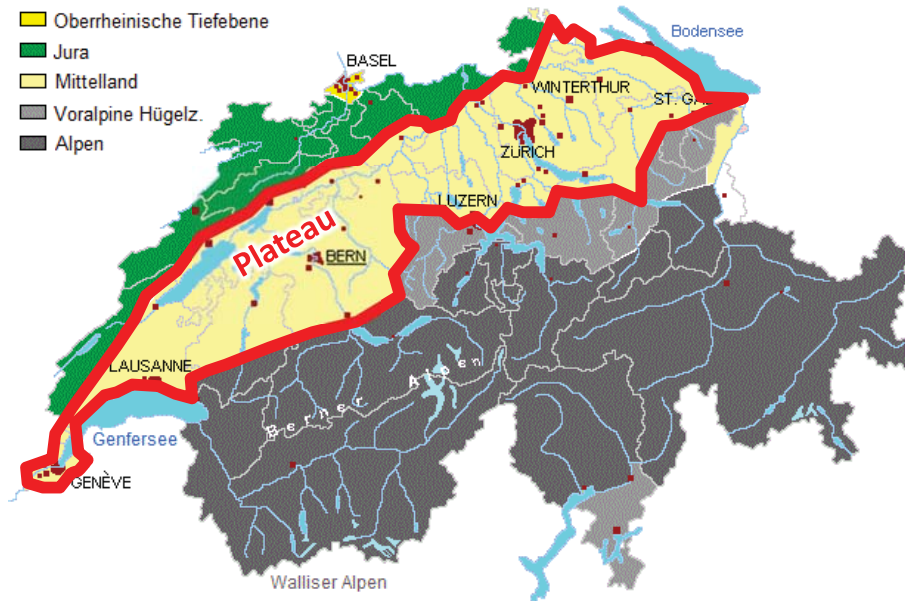 Oberrheinische Tiefebene
Jura
Mittelland
Voralpine Hügelz.
Alpen
Bodensee
BASEL
WINTERTHUR
ST. GA
ZÜRICH
LUZERN
Plateau
BERN
LAUSANNE
Berner Alpen
Genfersee
GENÈVE
Walliser Alpen